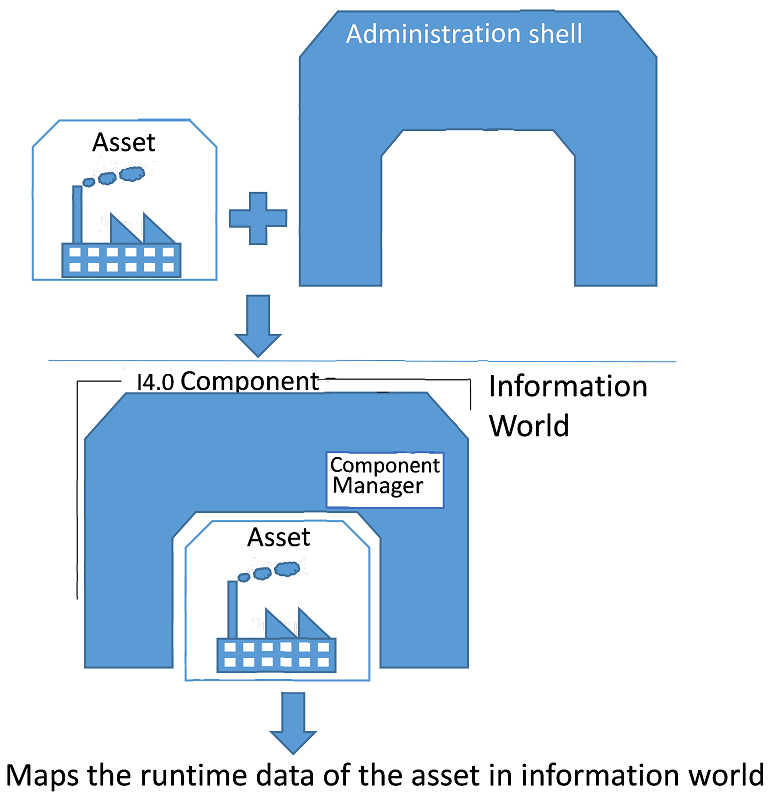 Administration shell
Asset
I4.0 Component
Information
World
Component
Manager
Asset
Maps the runtime data of the asset in information world